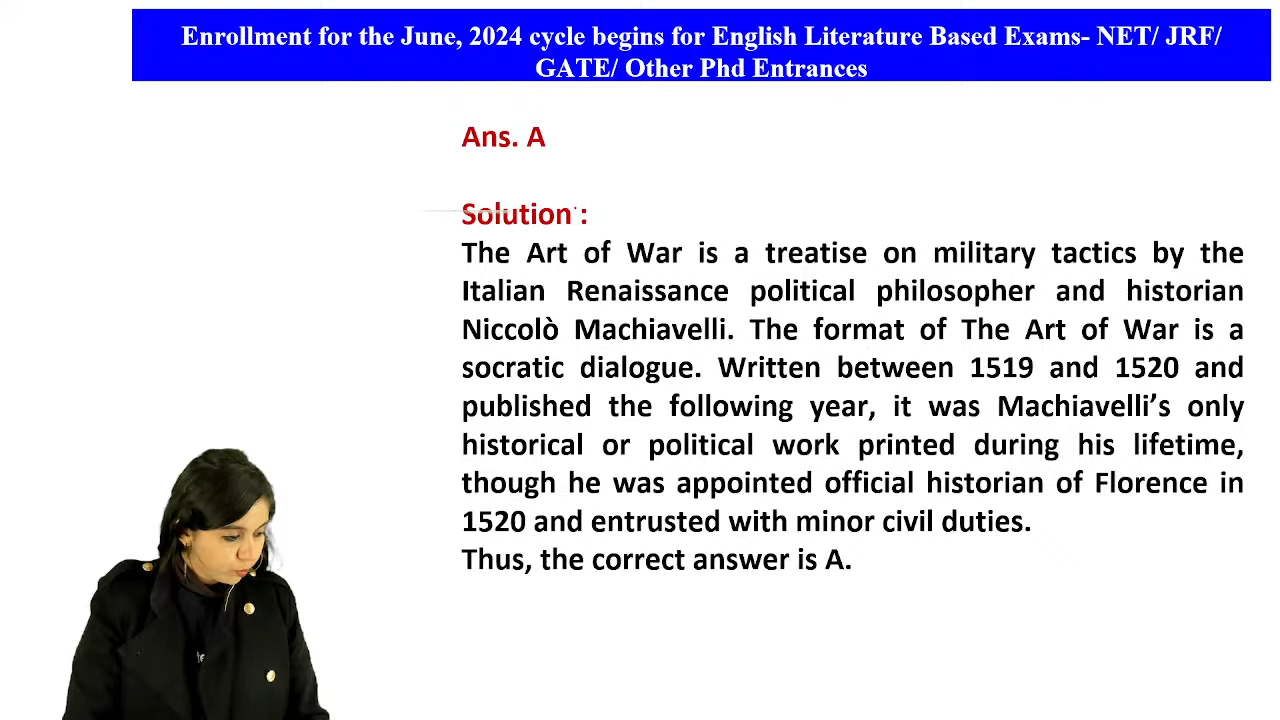 Enrollment for the June, 2024 cycle begins for English Literature Based Exams- NET/ JRF/
GATE/ Other Phd Entrances
Ans. A
Solution :
The Art of War is a treatise on military tactics by the
Italian Renaissance political philosopher and historian
Niccolò Machiavelli. The format of The Art of War is a
socratic dialogue. Written between 1519 and 1520 and
published the following year, it was Machiavelli’s only
historical or political work printed during his lifetime,
though he was appointed official historian of Florence in
1520 and entrusted with minor civil duties.
Thus, the correct answer is A.